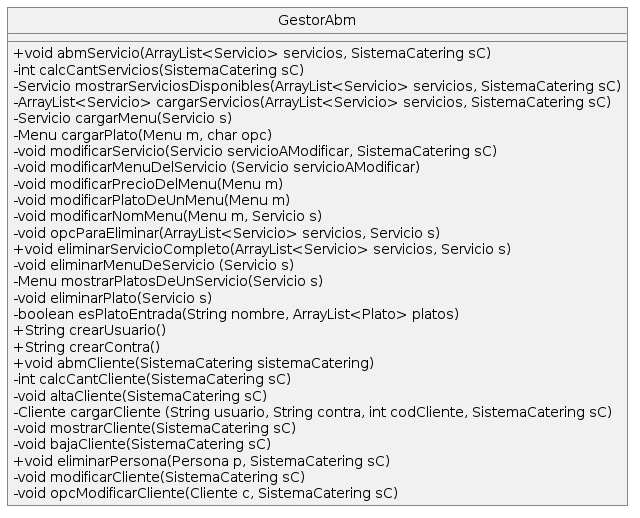 GestorAbm
+void abmServicio(ArrayList<Servicio> servicios, SistemaCatering sC)
-int calcCantServicios(SistemaCatering sC)
-Servicio mostrarServiciosDisponibles(ArrayList<Servicio> servicios, SistemaCatering sC)
-ArrayList<Servicio> cargarServicios(ArrayList<Servicio> servicios, SistemaCatering sC)
-Servicio cargarMenu(Servicio s)
-Menu cargarPlato(Menu m, char opc)
-void modificarServicio(Servicio servicioAModificar, SistemaCatering sC)
-void modificarMenuDelServicio (Servicio servicioAModificar)
-void modificarPrecioDelMenu(Menu m)
-void modificarPlatoDeUnMenu(Menu m)
-void modificarNomMenu(Menu m, Servicio s)
-void opcParaEliminar(ArrayList<Servicio> servicios, Servicio s)
+void eliminarServicioCompleto(ArrayList<Servicio> servicios, Servicio s)
-void eliminarMenuDeServicio (Servicio s)
-Menu mostrarPlatosDeUnServicio(Servicio s)
-void eliminarPlato(Servicio s)
-boolean esPlatoEntrada(String nombre, ArrayList<Plato> platos)
+String crearUsuario()
+String crearContra()
+void abmCliente(SistemaCatering sistemaCatering)
-int calcCantCliente(SistemaCatering sC)
-void altaCliente(SistemaCatering sC)
-Cliente cargarCliente (String usuario, String contra, int codCliente, SistemaCatering sC)
-void mostrarCliente(SistemaCatering sC)
-void bajaCliente(SistemaCatering sC)
+void eliminarPersona(Persona p, SistemaCatering sC)
-void modificarCliente(SistemaCatering sC)
-void opcModificarCliente(Cliente c, SistemaCatering sC)